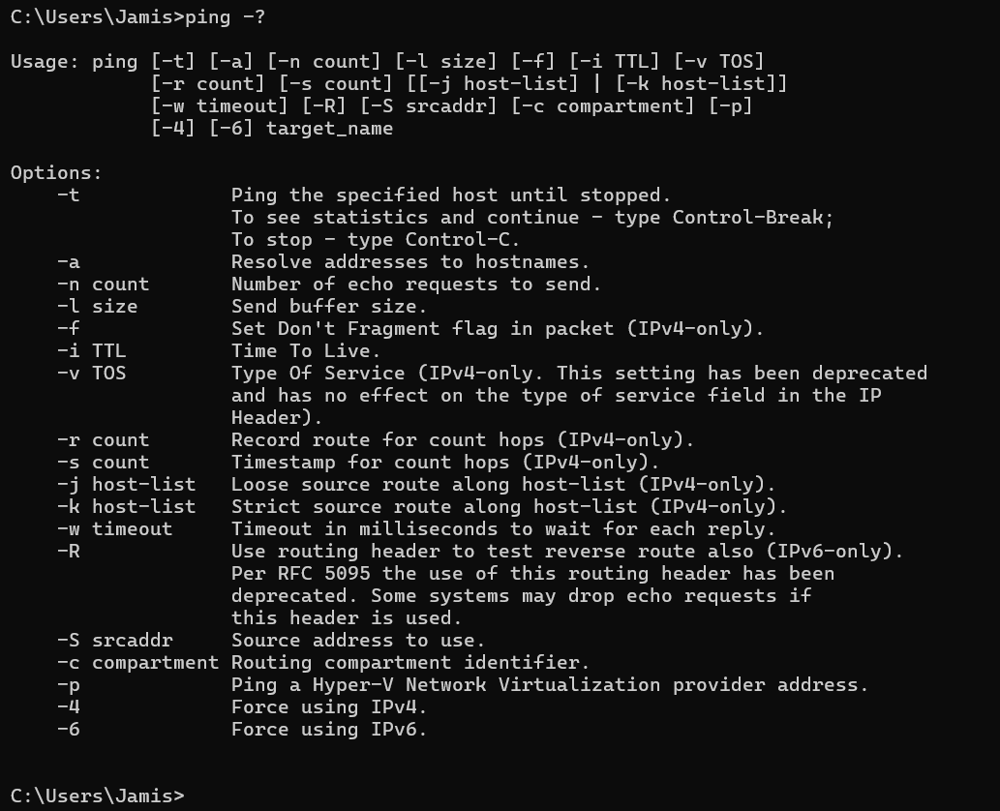 C:\Users\Jamis>ping -?

Usage: ping [-t] [-a] [-n count] [-l size] [-f] [-i TTL] [-v TOS]
            [-r count] [-s count] [[-j host-list] | [-k host-list]]
            [-w timeout] [-R] [-S srcaddr] [-c compartment] [-p]
            [-4] [-6] target_name

Options:
    -t             Ping the specified host until stopped.
                   To see statistics and continue - type Control-Break;
                   To stop - type Control-C.
    -a             Resolve addresses to hostnames.
    -n count       Number of echo requests to send.
    -l size        Send buffer size.
    -f             Set Don't Fragment flag in packet (IPv4-only).
    -i TTL         Time To Live.
    -v TOS         Type Of Service (IPv4-only. This setting has been deprecated
                   and has no effect on the type of service field in the IP
                   Header).
    -r count       Record route for count hops (IPv4-only).
    -s count       Timestamp for count hops (IPv4-only).
    -j host-list   Loose source route along host-list (IPv4-only).
    -k host-list   Strict source route along host-list (IPv4-only).
    -w timeout     Timeout in milliseconds to wait for each reply.
    -R             Use routing header to test reverse route also (IPv6-only).
                   Per RFC 5095 the use of this routing header has been
                   deprecated. Some systems may drop echo requests if
                   this header is used.
    -S srcaddr     Source address to use.
    -c compartment Routing compartment identifier.
    -p             Ping a Hyper-V Network Virtualization provider address.
    -4             Force using IPv4.
    -6             Force using IPv6.


C:\Users\Jamis>